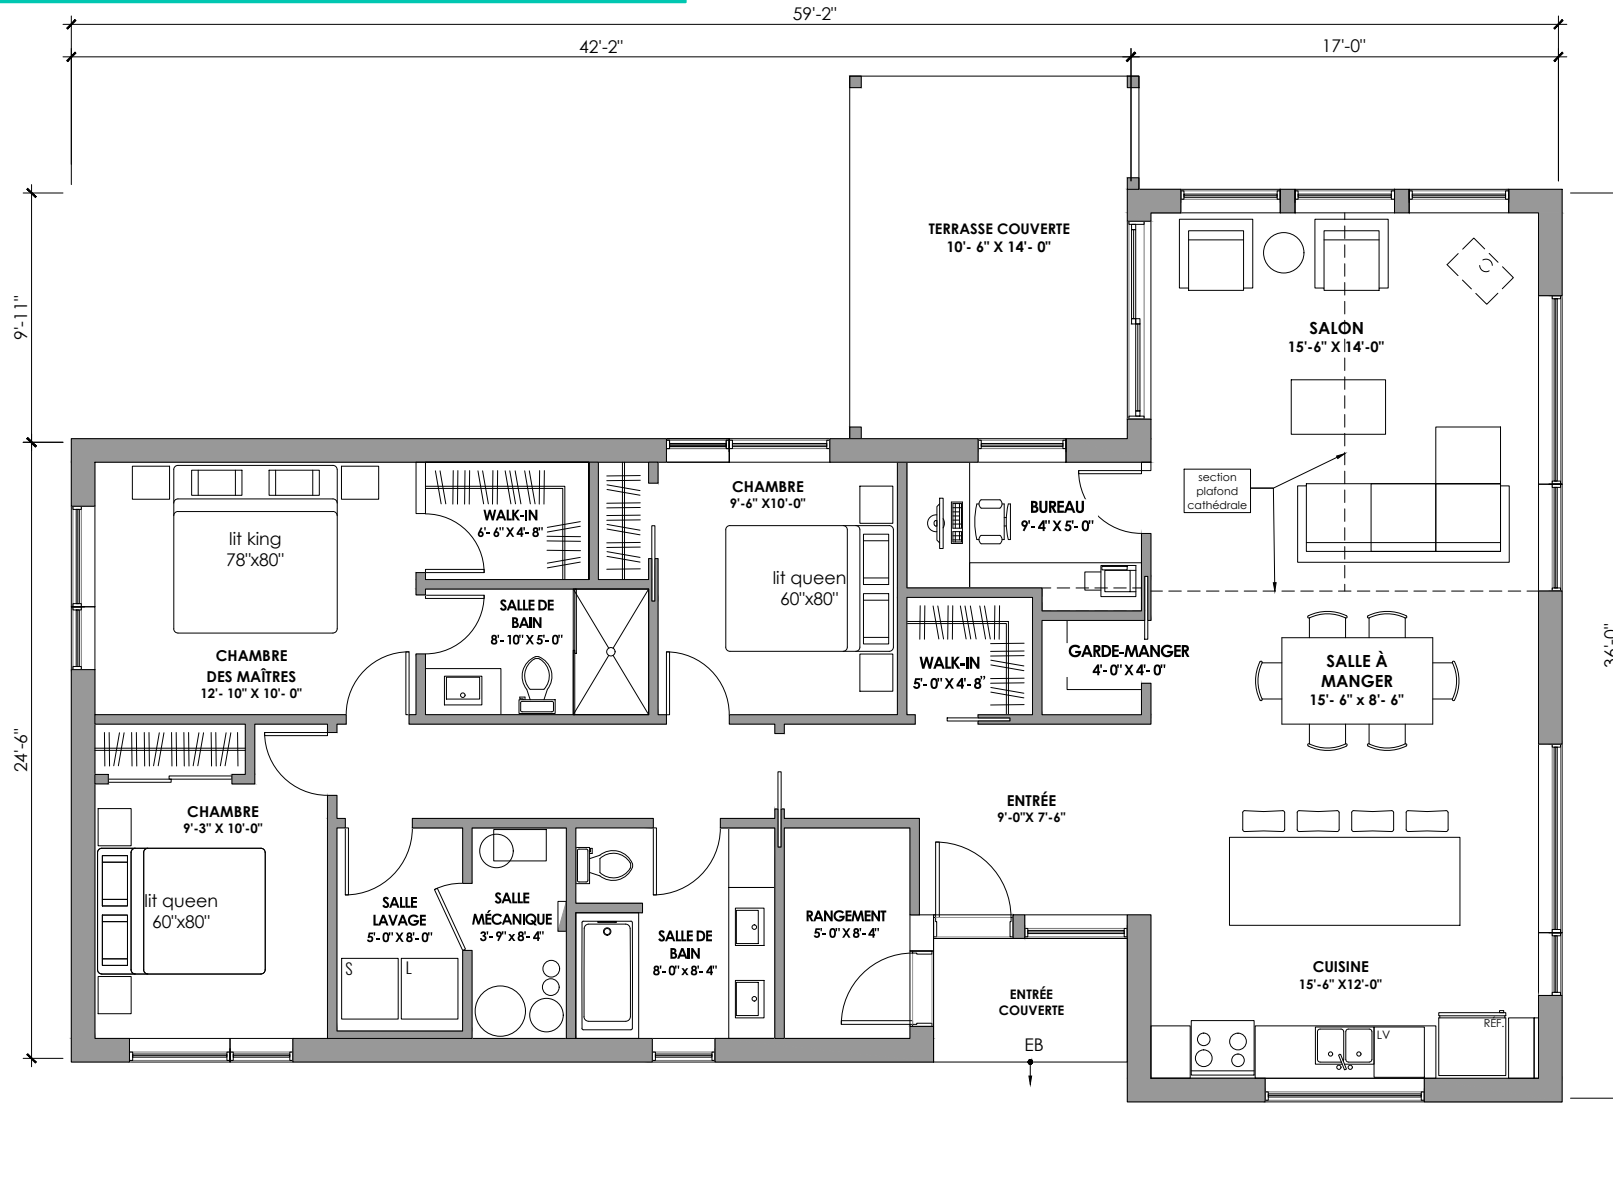 59'-2"
42'-2"
17'-0"
TERRASSE COUVERTE
10'- 6" X 14'- 0"
9'-11"
SALON
15'-6" X 14'-0"
section
plafond
cathédrale
CHAMBRE
9'-6" X10'-0"
WALK-IN
6'- 6" X 4'- 8"
BUREAU
9'- 4" X 5'- 0"
lit king
78"x80"
lit queen
60"x80"
SALLE DE
BAIN
8'- 10" X 5'- 0"
CHAMBRE
DES MAÎTRES
12'- 10" X 10'- 0"
WALK-IN
5'- 0" X 4'- 8"
GARDE-MANGER
4'- 0" X 4'- 0"
SALLE À
MANGER
15'- 6" x 8'- 6"
36'-0"
24'-6"
CHAMBRE
9'-3" X 10'-0"
ENTRÉE
9'-0"X 7'-6"
lit queen
60"x80"
SALLE
LAVAGE
5'- 0" X 8'- 0"
SALLE
MÉCANIQUE
3'- 9" x 8'- 4"
SALLE DE
BAIN
8'- 0" x 8'- 4"
RANGEMENT
5'- 0" X 8'- 4"
S
L
ENTRÉE
COUVERTE
EB
CUISINE
15'-6" X12'-0"
RÉF.
LV